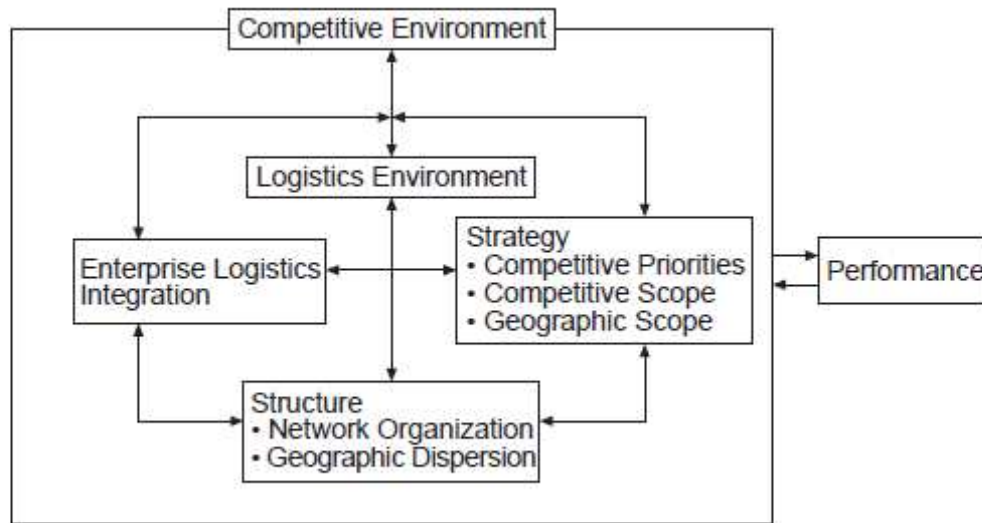 Competitive Environment
Logistics Environment
Enterprise Logistics
Integration
Strategy
• Competitive Priorities
• Competitive Scope
• Geographic Scope
Performance
Structure
• Network Organization
• Geographic Dispersion